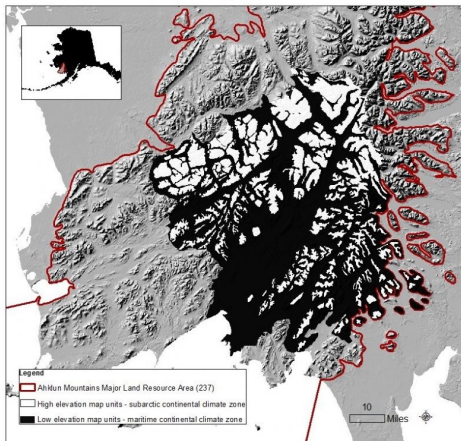 Legend
Ahklun Mountains Major Land Resource Area (237)
High elevation map units - subarctic continental climate zone
Low elevation map units - maritime continental climate zone
10
Miles